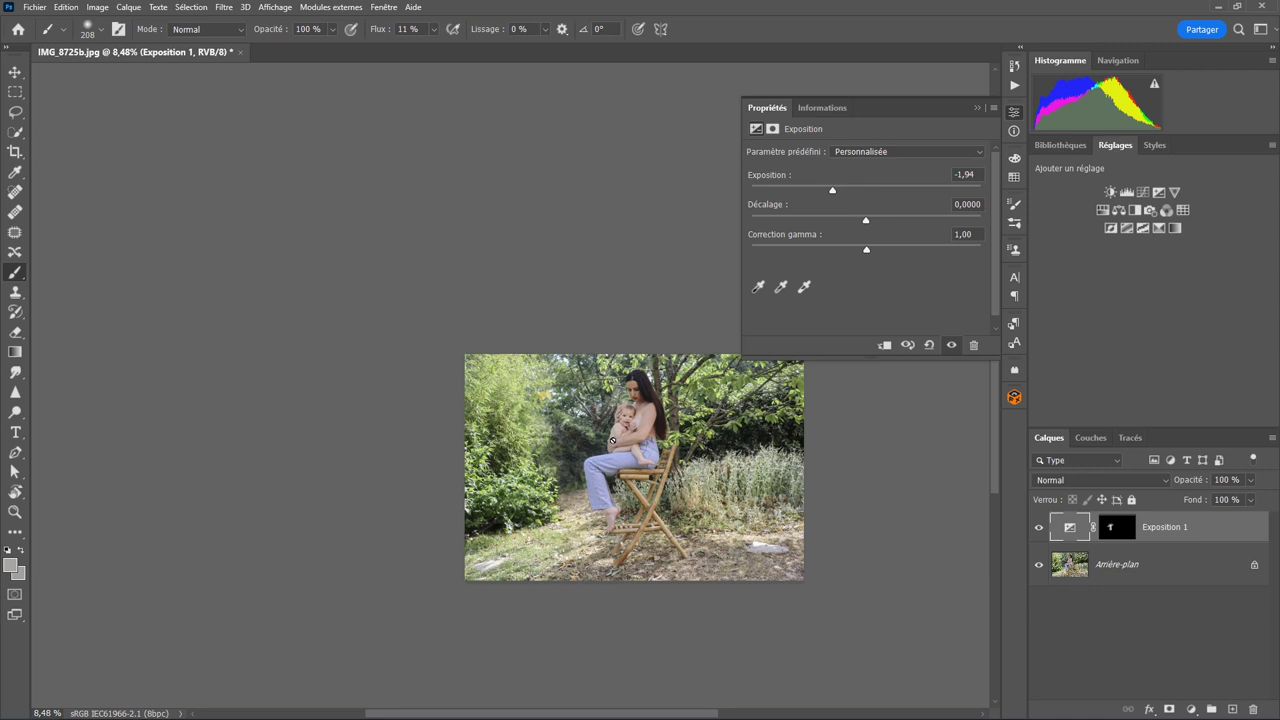 Ps Fichier Edition Image Calque Texte Sélection Filtre 3D Affichage Modules externes Fenêtre Aide
208 Mode : Normal Opacité : 100 % Flux : 11 % Lissage : 0 % 0° Partager
IMG_8725b.jpg @ 8,48% (Exposition 1, RVB/8) * ×
Histogramme Navigation
Propriétés Informations
Exposition
Paramètre prédéfini : Personnalisée
Exposition : -1,94
Décalage : 0,0000
Correction gamma : 1,00
Bibliothèques Réglages Styles
Ajouter un réglage
Calques Couches Tracés
Type
Normal Opacité : 100 %
Verrou : Fond : 100 %
Exposition 1
Arrière-plan
8,48 % sRGB IEC61966-2.1 (8bpc)